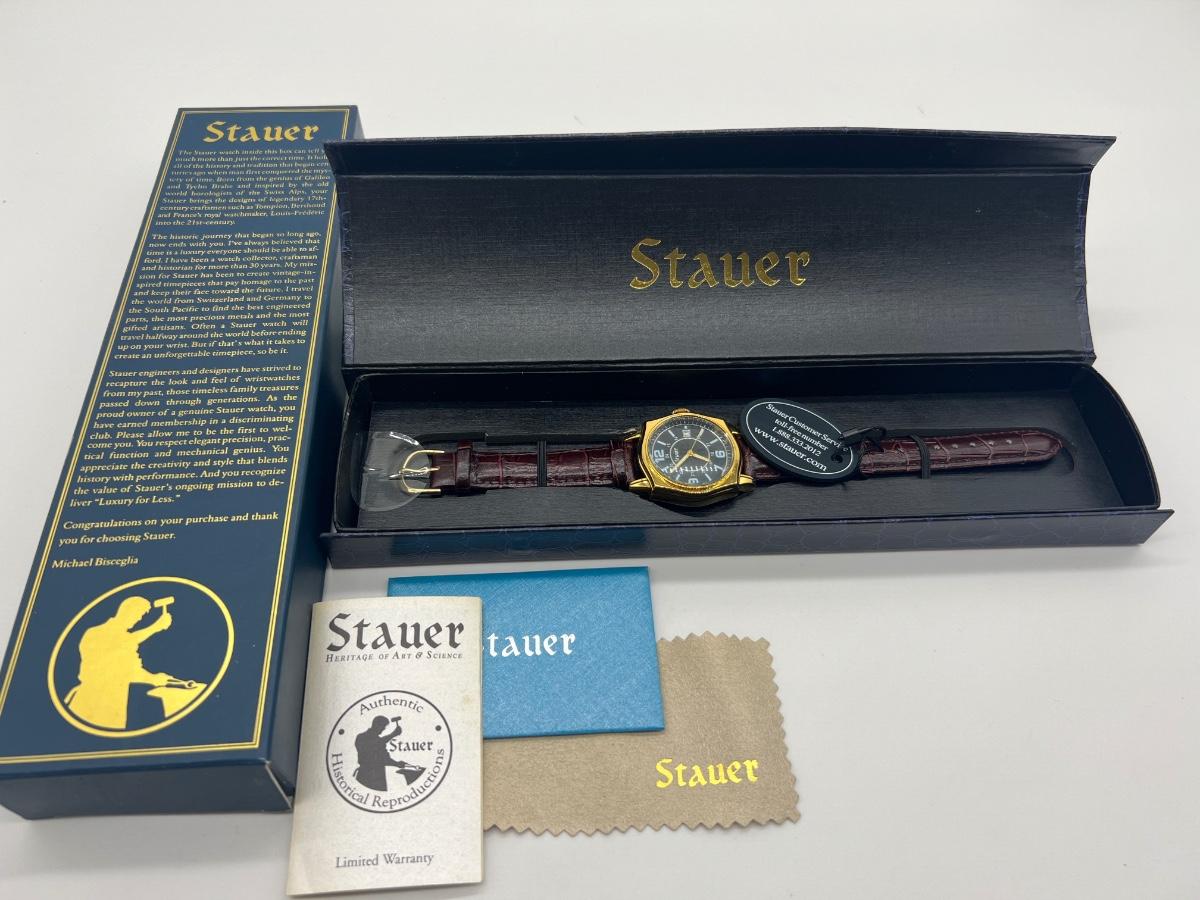 Stauer
The Stauer watch inside this box can tell
much more than just the correct time. It
all of the history and tradition that began
turies ago when man first conquered the mys-
tery of time. Born from the genius of Galileo
and Tycho Brahe and inspired by the old
world horologists of the Swiss Alps, your
Stauer brings the designs of legendary 17th-
century craftsmen such as Tompion, Berthoud
and France's royal watchmaker, Louis-Frédéric
into the 21st-century.
The historic journey that began so long ago,
now ends with you. I've always believed that
time is a luxury everyone should be able to af-
ford. I have been a watch collector, craftsman
and historian for more than 30 years. My mis-
sion for Stauer has been to create vintage-in-
spired timepieces that pay homage to the past
and keep their face toward the future. I travel
the world from Switzerland and Germany to
the South Pacific to find the best engineered
parts, the most precious metals and the most
gifted artisans. Often a Stauer watch will
travel halfway around the world before ending
up on your wrist. But if that's what it takes to
create an unforgettable timepiece, so be it.
Stauer engineers and designers have strived to
recapture the look and feel of wristwatches
from my past, those timeless family treasures
passed down through generations. As the
proud owner of a genuine Stauer watch, you
have earned membership in a discriminating
club. Please allow me to be the first to wel-
come you. You respect elegant precision, prac-
tical function and mechanical genius. You
appreciate the creativity and style that blends
history with performance. And you recognize
the value of Stauer's ongoing mission to de-
liver "Luxury for Less."
Congratulations on your purchase and thank
you for choosing Stauer.
Michael Bisceglia
Stauer
Stauer Customer Service
toll-free number
1.888.333.2012
www.stauer.com
Stauer
HERITAGE OF ART & SCIENCE
Authentic
Stauer
Historical Reproductions
Limited Warranty
tauer
Stauer